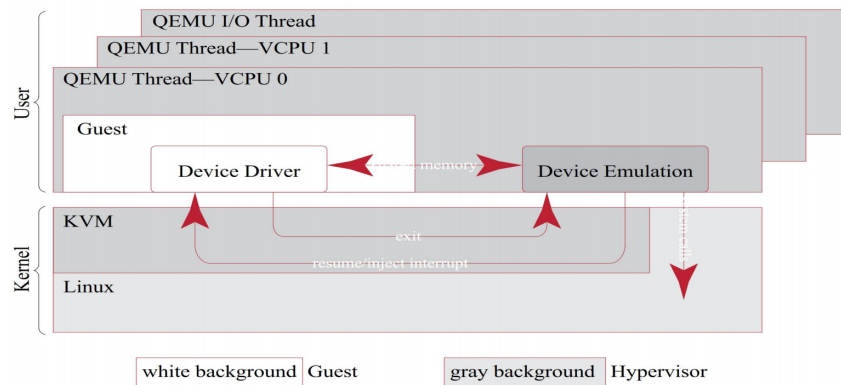 QEMU I/O Thread
QEMU Thread—VCPU 1
QEMU Thread—VCPU 0
User
Guest
Device Driver
memory
Device Emulation
KVM
exit
resume/inject interrupt
Kernel
Linux
white background Guest
gray background Hypervisor